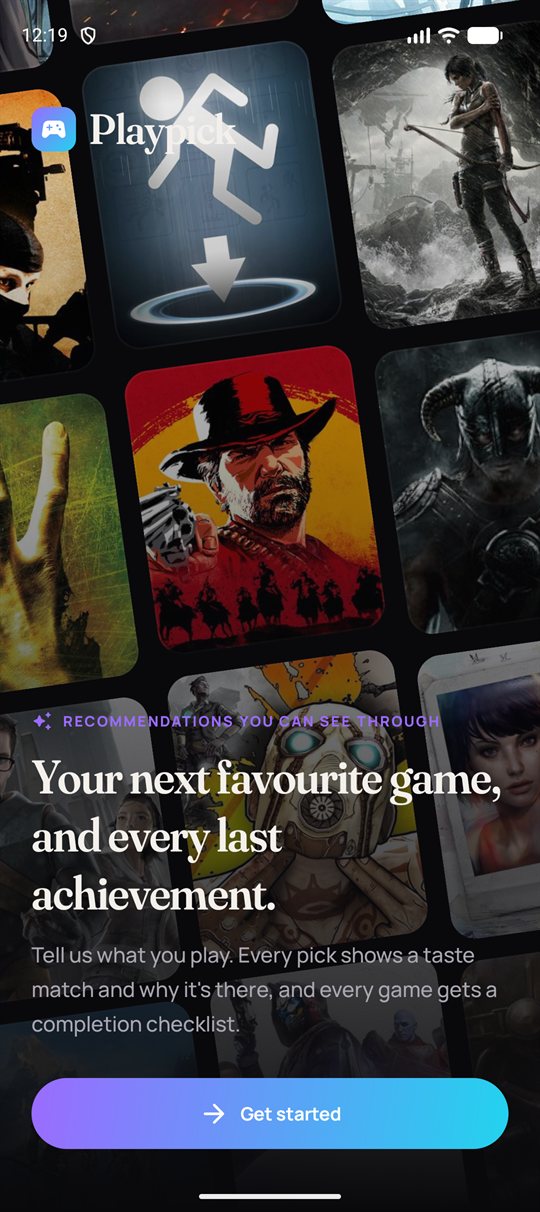 12:19
Playpick
RECOMMENDATIONS YOU CAN SEE THROUGH
Your next favourite game,
and every last
achievement.
Tell us what you play. Every pick shows a taste
match and why it's there, and every game gets a
completion checklist.
Get started